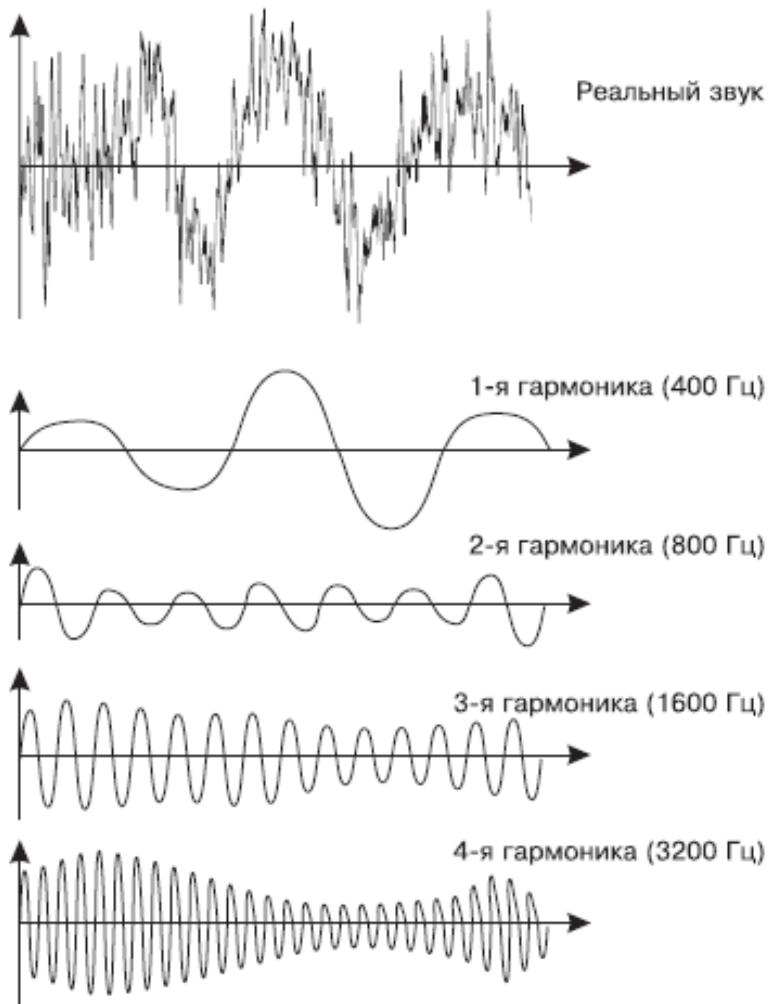 Реальный звук
1-я гармоника (400 Гц)
2-я гармоника (800 Гц)
3-я гармоника (1600 Гц)
4-я гармоника (3200 Гц)